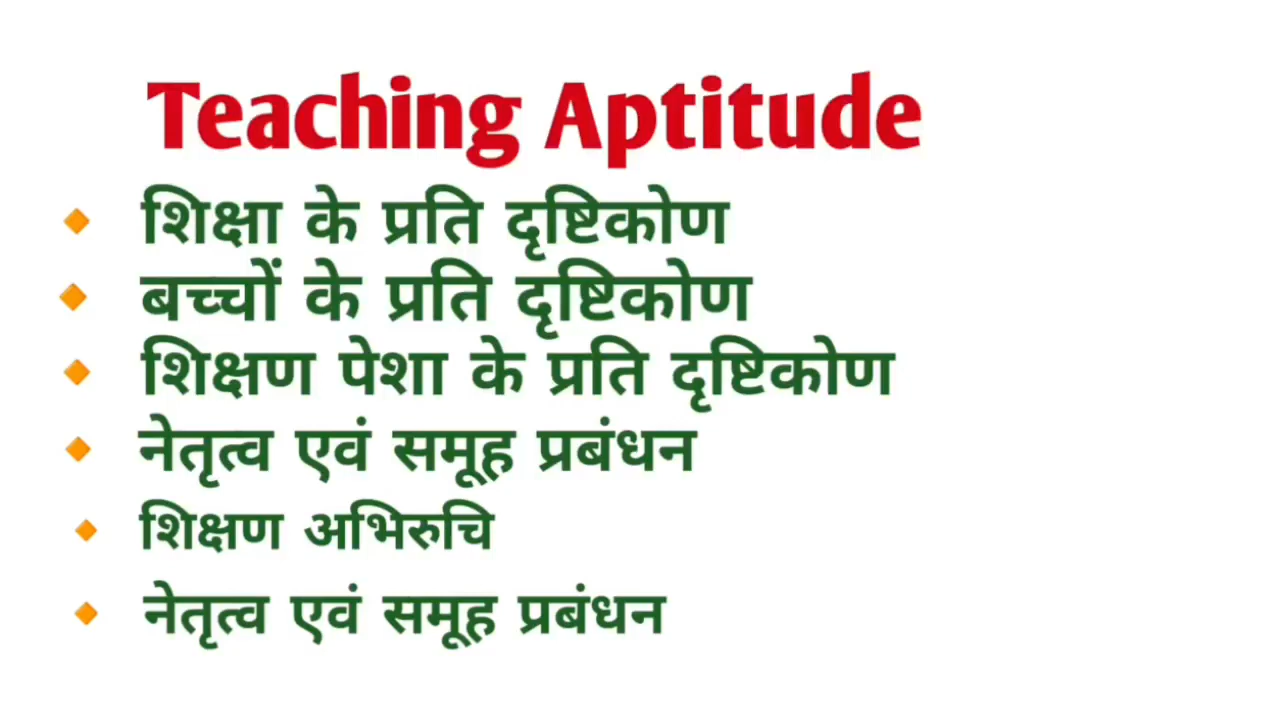 Teaching Aptitude
शिक्षा के प्रति दृष्टिकोण
बच्चों के प्रति दृष्टिकोण
शिक्षण पेशा के प्रति दृष्टिकोण
नेतृत्व एवं समूह प्रबंधन
शिक्षण अभिरुचि
नेतृत्व एवं समूह प्रबंधन